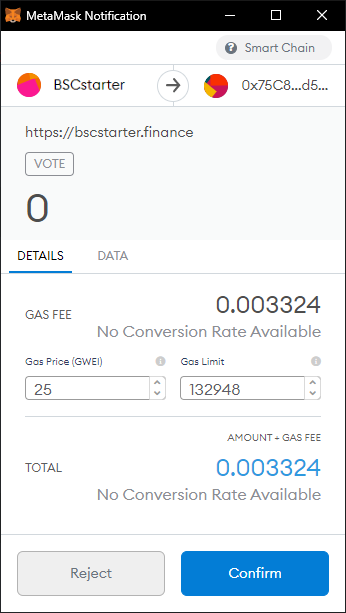 MetaMask Notification
? Smart Chain
BSCstarter
0x75C8...d5...
https://bscstarter.finance
VOTE
0
DETAILS
DATA
GAS FEE
0.003324
No Conversion Rate Available
Gas Price (GWEI)
Gas Limit
25
132948
AMOUNT + GAS FEE
TOTAL
0.003324
No Conversion Rate Available
Reject
Confirm